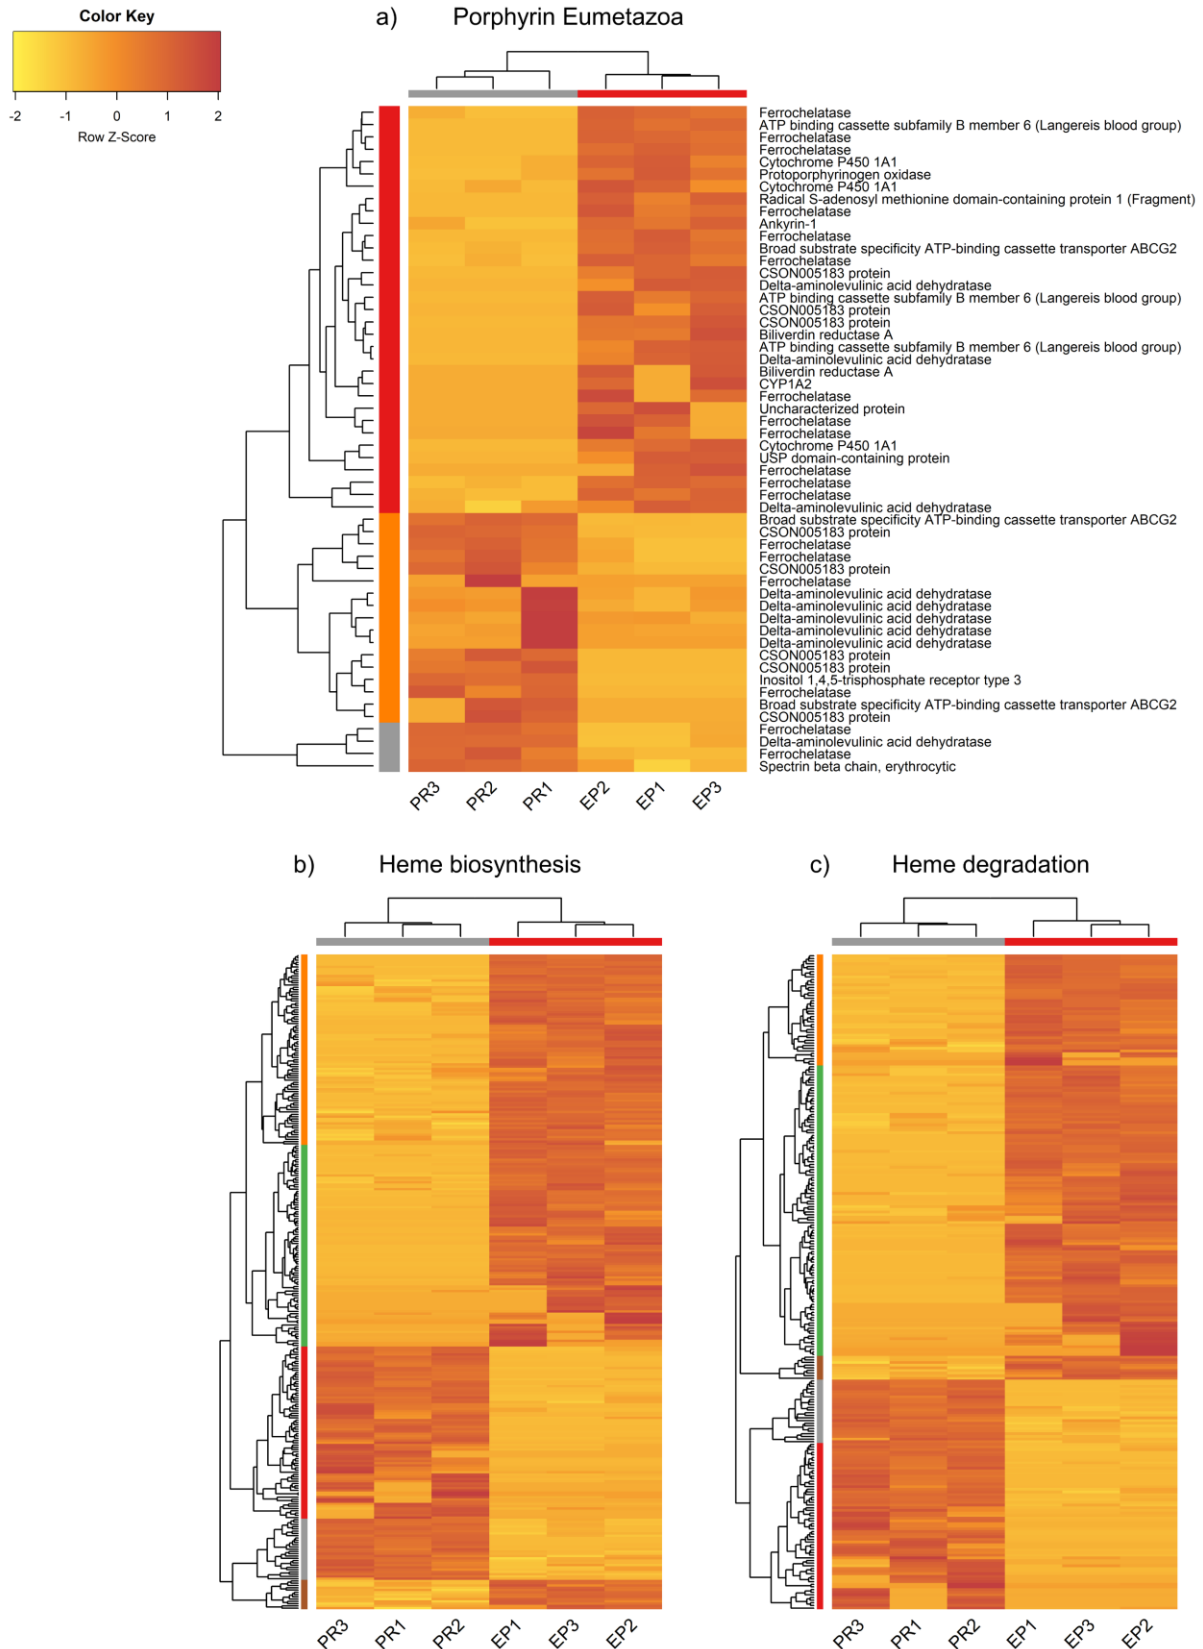 Color Key
-2 -1 0 1 2
Row Z-Score
a) Porphyrin Eumetazoa
Ferrochelatase
ATP binding cassette subfamily B member 6 (Langereis blood group)
Ferrochelatase
Ferrochelatase
Cytochrome P450 1A1
Protoporphyrinogen oxidase
Cytochrome P450 1A1
Radical S-adenosyl methionine domain-containing protein 1 (Fragment)
Ferrochelatase
Ankyrin-1
Ferrochelatase
Broad substrate specificity ATP-binding cassette transporter ABCG2
Ferrochelatase
CSON005183 protein
Delta-aminolevulinic acid dehydratase
ATP binding cassette subfamily B member 6 (Langereis blood group)
CSON005183 protein
CSON005183 protein
Biliverdin reductase A
ATP binding cassette subfamily B member 6 (Langereis blood group)
Delta-aminolevulinic acid dehydratase
Biliverdin reductase A
CYP1A2
Ferrochelatase
Uncharacterized protein
Ferrochelatase
Ferrochelatase
Cytochrome P450 1A1
USP domain-containing protein
Ferrochelatase
Ferrochelatase
Ferrochelatase
Delta-aminolevulinic acid dehydratase
Broad substrate specificity ATP-binding cassette transporter ABCG2
CSON005183 protein
Ferrochelatase
Ferrochelatase
CSON005183 protein
Ferrochelatase
Delta-aminolevulinic acid dehydratase
Delta-aminolevulinic acid dehydratase
Delta-aminolevulinic acid dehydratase
Delta-aminolevulinic acid dehydratase
Delta-aminolevulinic acid dehydratase
CSON005183 protein
CSON005183 protein
Inositol 1,4,5-trisphosphate receptor type 3
Ferrochelatase
Broad substrate specificity ATP-binding cassette transporter ABCG2
CSON005183 protein
Ferrochelatase
Delta-aminolevulinic acid dehydratase
Ferrochelatase
Spectrin beta chain, erythrocytic
PR3 PR2 PR1 EP2 EP1 EP3
b) Heme biosynthesis
PR3 PR1 PR2 EP1 EP3 EP2
c) Heme degradation
PR3 PR1 PR2 EP1 EP3 EP2